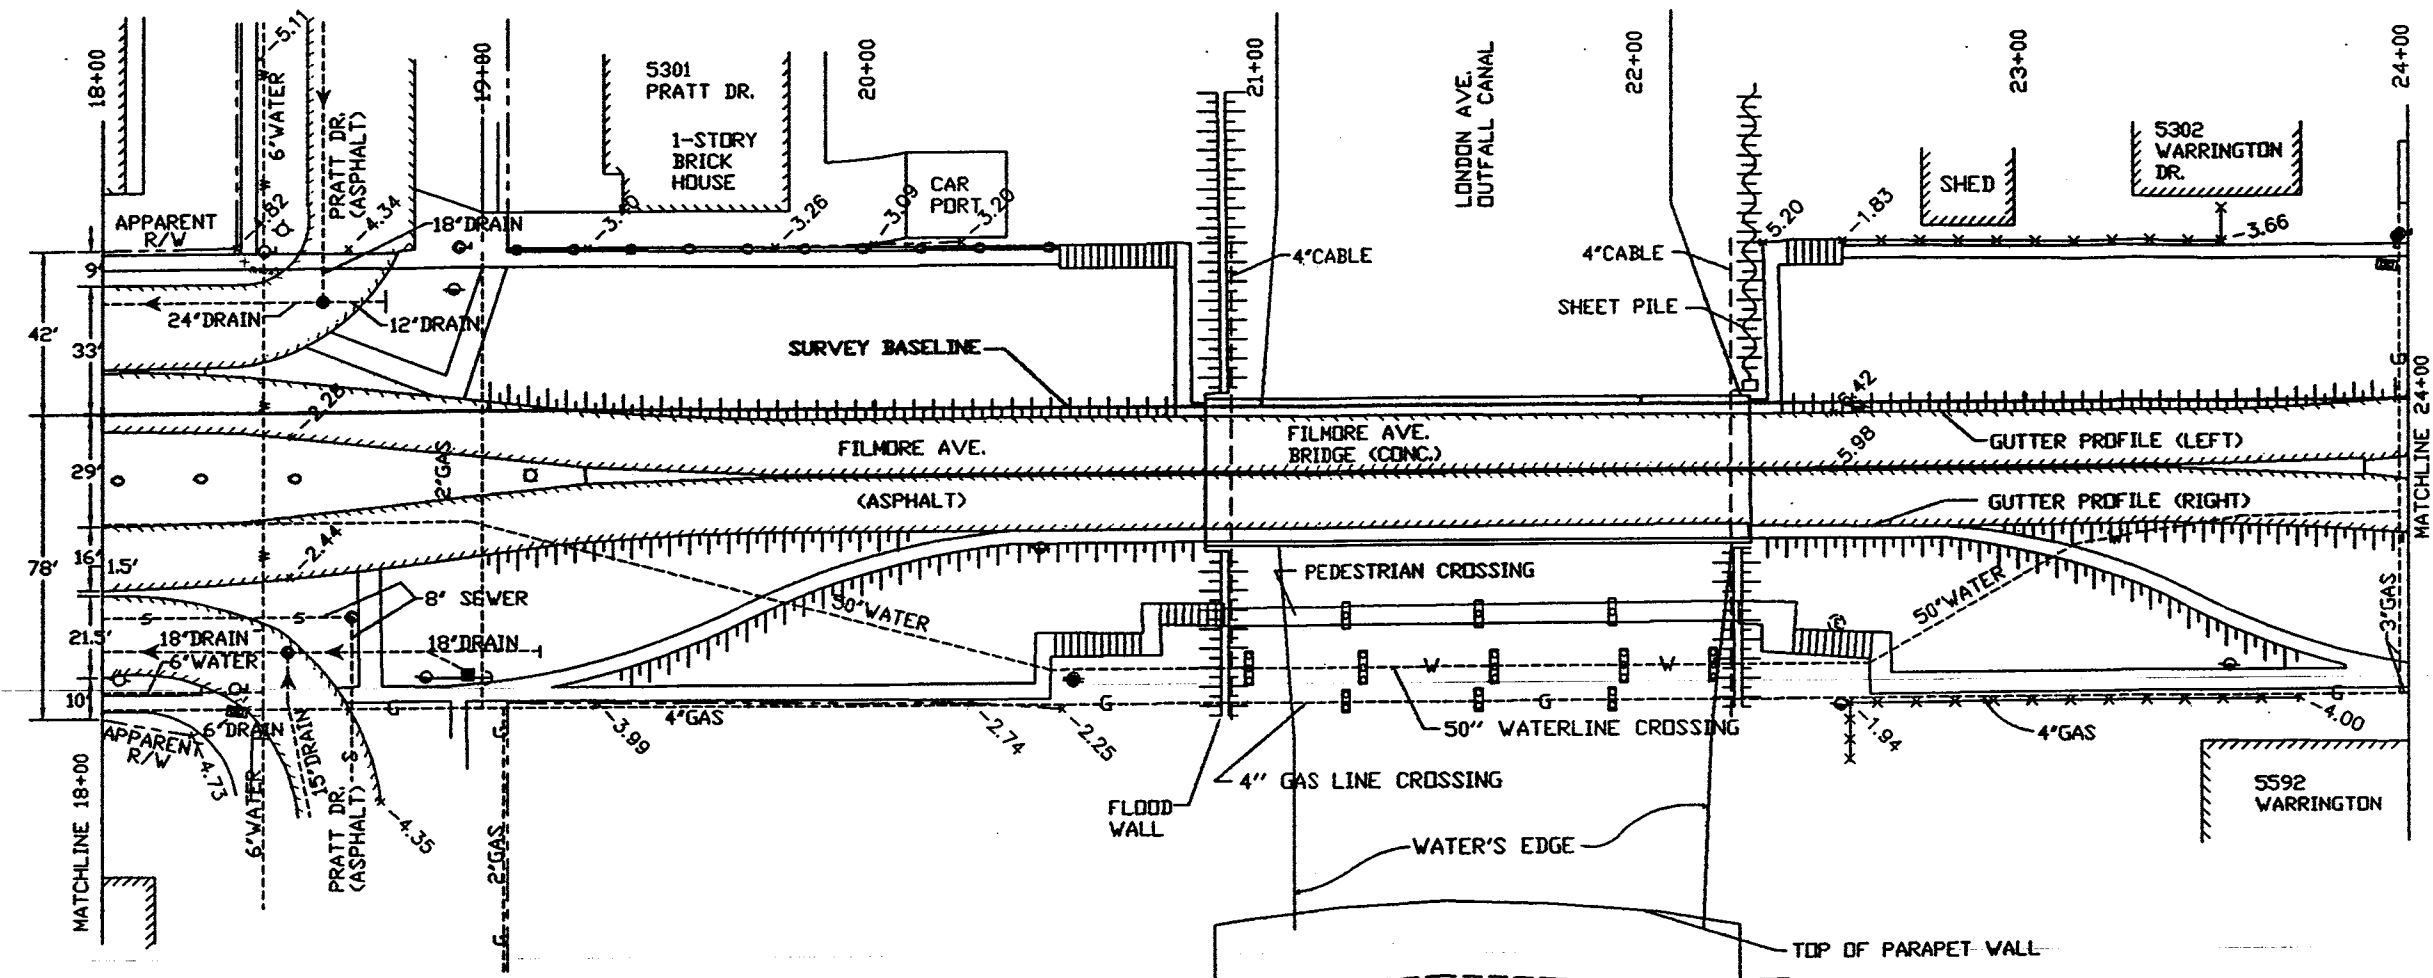 18+00
19+00
20+00
21+00
22+00
23+00
24+00
-5.11
6"WATER
PRATT DR.
(ASPHALT)
-4.34
5301
PRATT DR.
1-STORY
BRICK
HOUSE
-3.26
-3.09
CAR
PORT
-3.20
LONDON AVE.
OUTFALL CANAL
5.20
-1.83
SHED
5302
WARRINGTON
DR.
-3.66
APPARENT
R/W
18"DRAIN
4"CABLE
4"CABLE
9'
24"DRAIN
12"DRAIN
SHEET PILE
42'
33'
SURVEY BASELINE
G
-2.28
FILMORE AVE.
FILMORE AVE.
BRIDGE (CONC.)
GUTTER PROFILE (LEFT)
5.98
29'
2"GAS
(ASPHALT)
GUTTER PROFILE (RIGHT)
MATCHLINE 24+00
16'
-2.44
78'
1.5'
PEDESTRIAN CROSSING
8" SEWER
50"WATER
50"WATER
3"GAS
S
S
21.5'
18"DRAIN
18"DRAIN
6"WATER
W
W
10'
G
4"GAS
G
G
G
6"DRAIN
50" WATERLINE CROSSING
-3.99
-2.74
-2.25
-1.94
4"GAS
-4.00
APPARENT
R/W
-4.73
15"DRAIN
S
4" GAS LINE CROSSING
FLOOD
WALL
5592
WARRINGTON
MATCHLINE 18+00
6"WATER
PRATT DR.
(ASPHALT)
-4.35
2"GAS
G
WATER'S EDGE
TOP OF PARAPET WALL